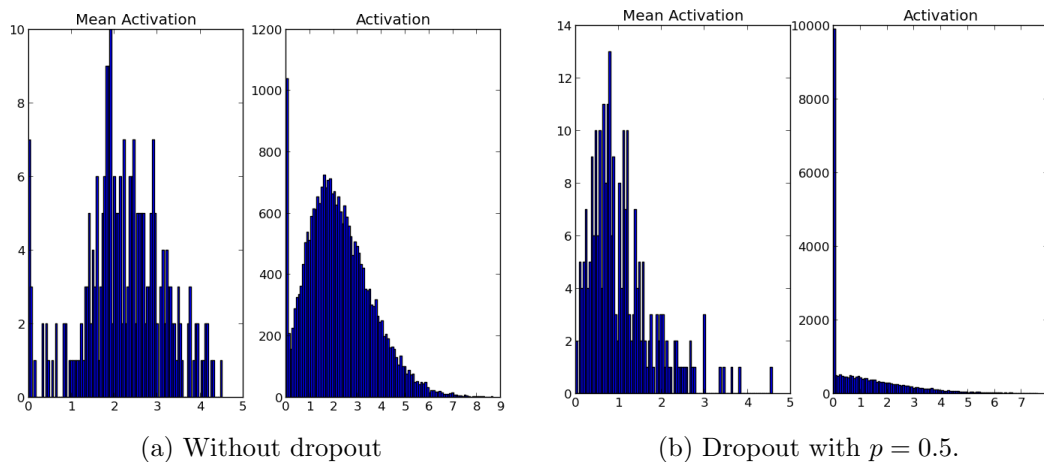 Mean Activation
10
8
6
4
2
0
0 1 2 3 4 5
Activation
1200
1000
800
600
400
200
0
0 1 2 3 4 5 6 7 8 9
(a) Without dropout
Mean Activation
14
12
10
8
6
4
2
0
0 1 2 3 4 5
Activation
10000
8000
6000
4000
2000
0
0 1 2 3 4 5 6 7
(b) Dropout with p = 0.5.